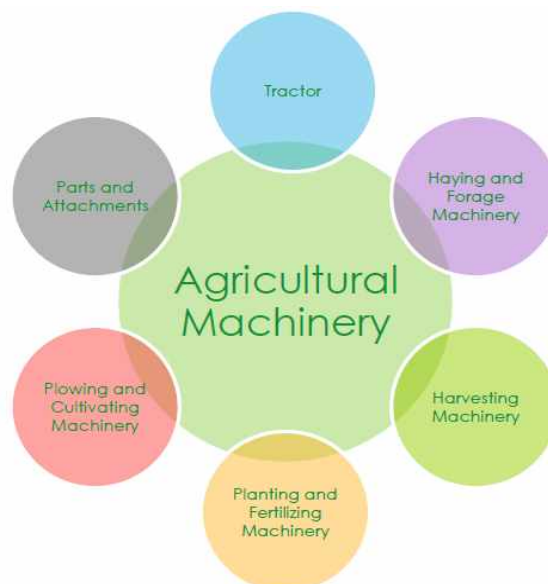 Tractor
Haying and
Forage
Machinery
Harvesting
Machinery
Planting and
Fertilizing
Machinery
Plowing and
Cultivating
Machinery
Parts and
Attachments
Agricultural
Machinery